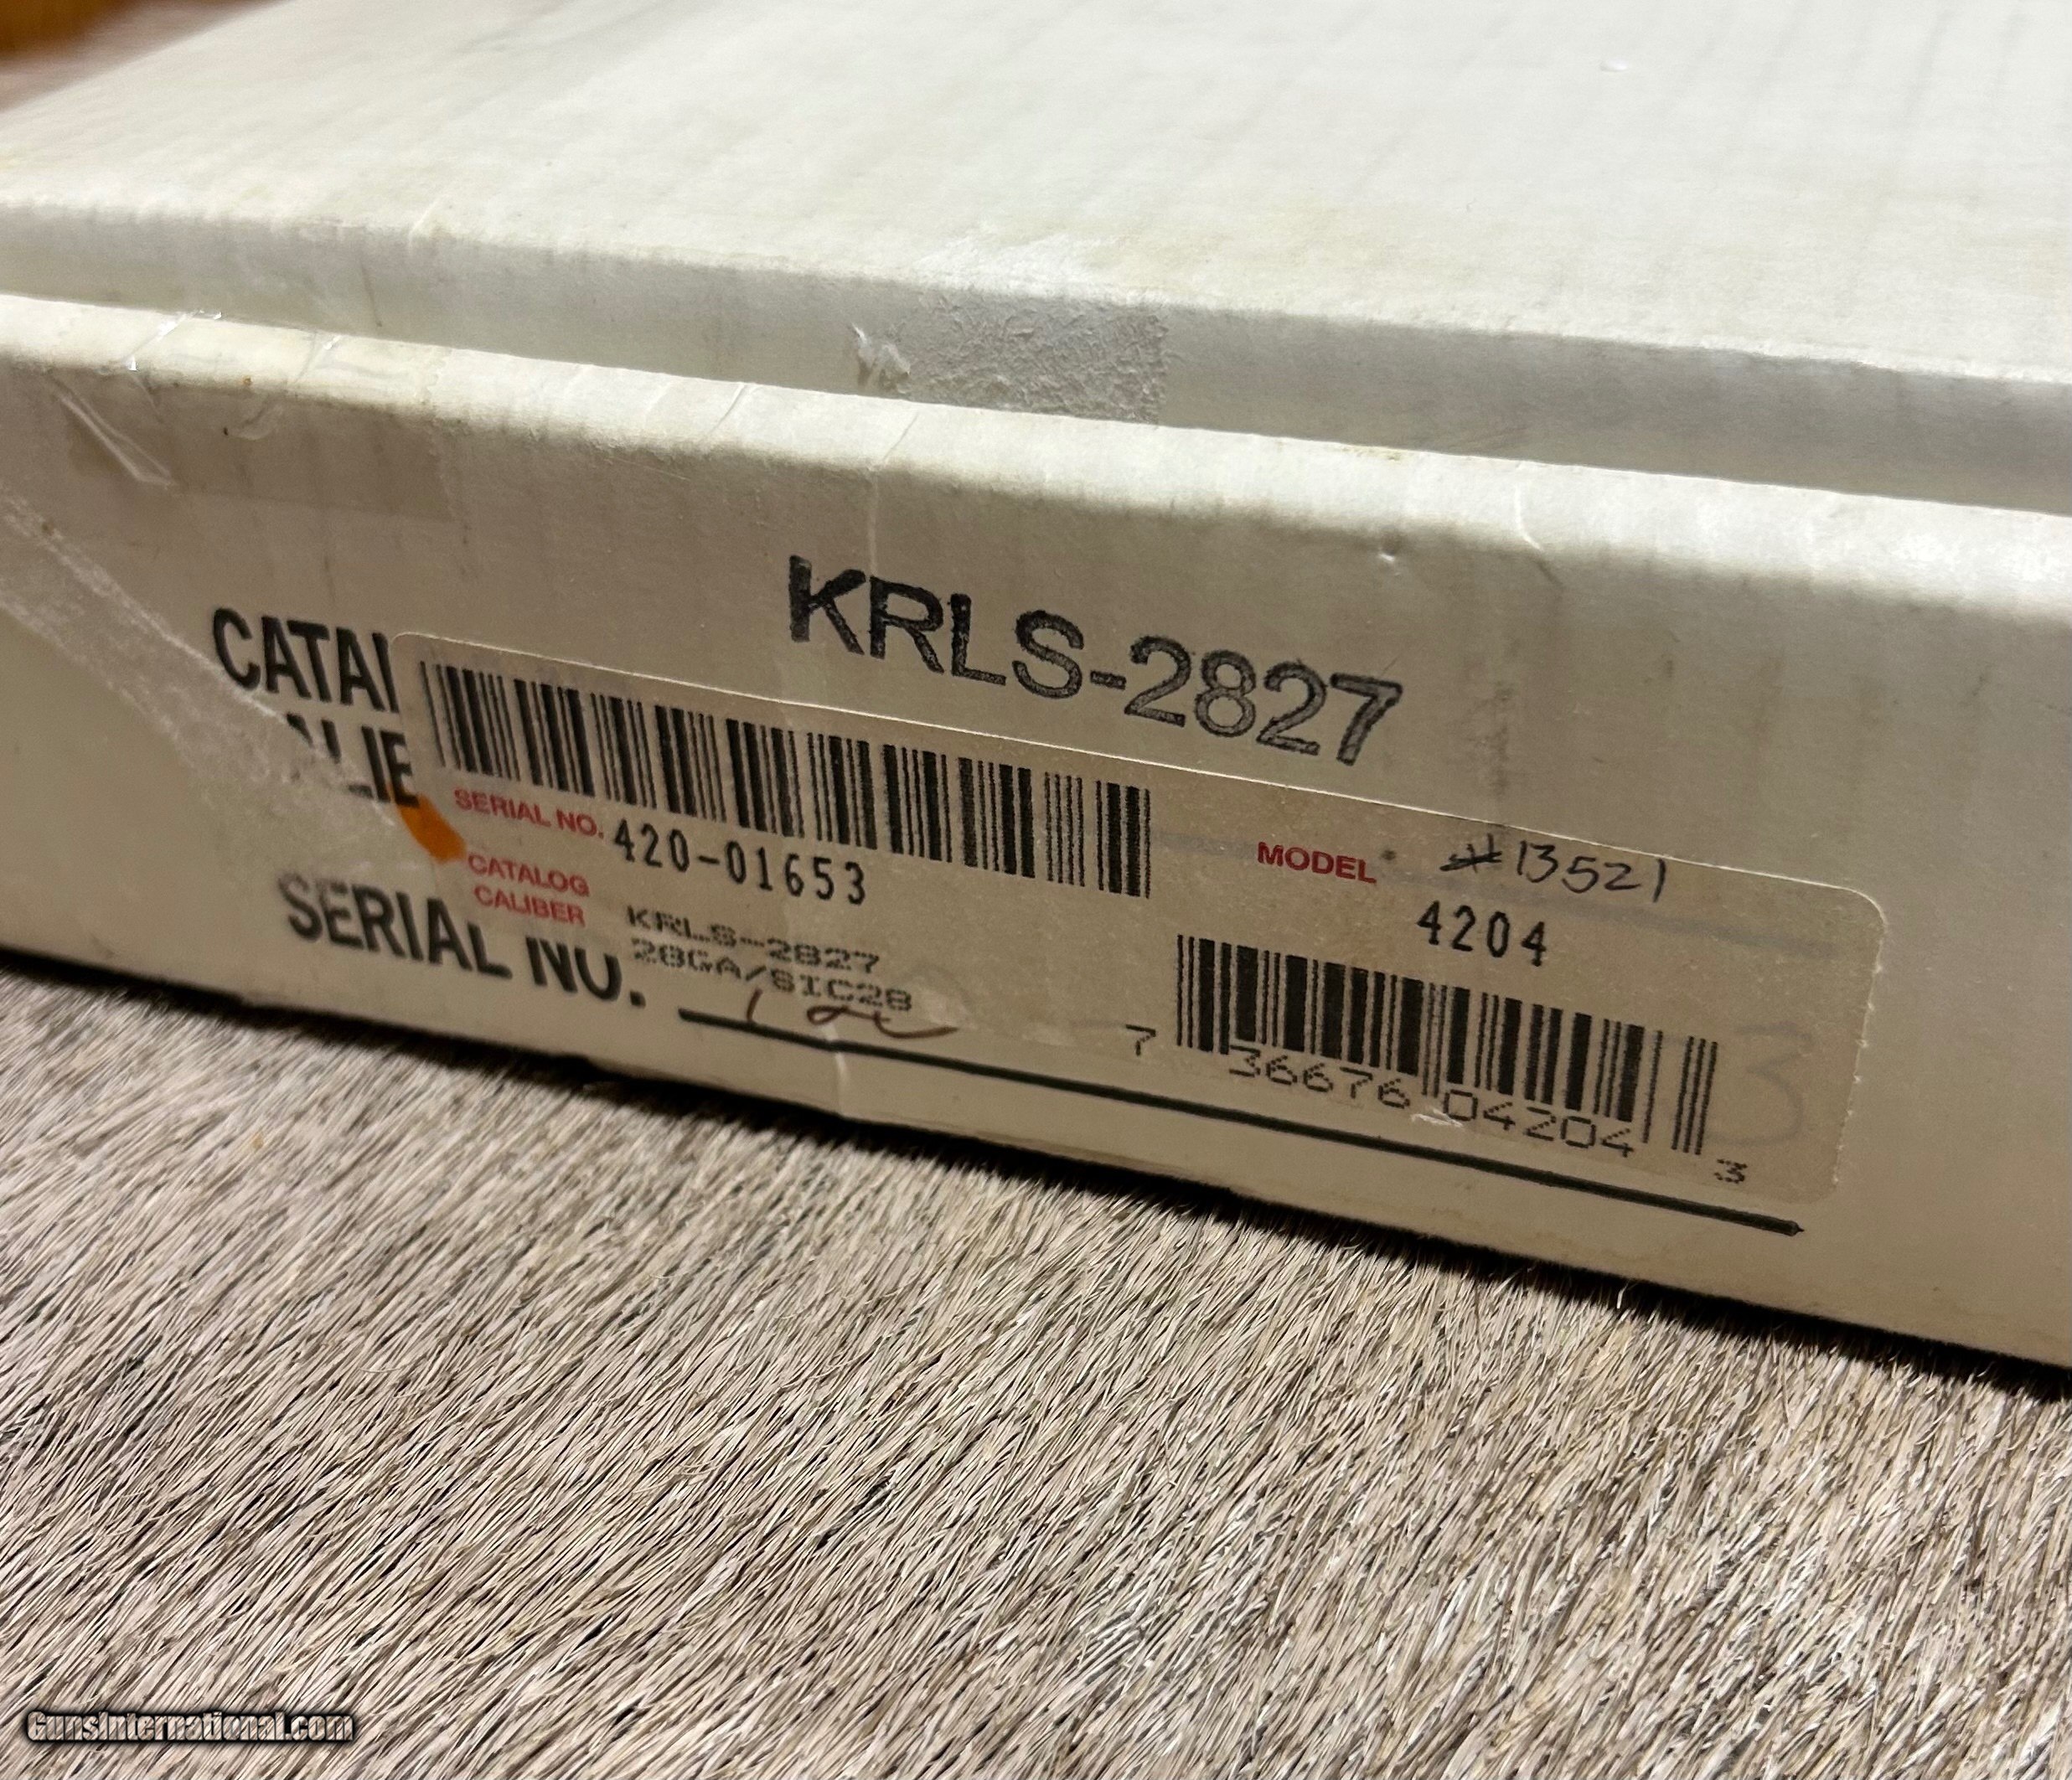 KRLS-2827
CATAL
ALIB
SERIAL NO. 420-01653
MODEL #13521
4204
CATALOG KRLS-2827
CALIBER 28GA/SIC28
SERIAL NO.
7 36676 04204 3
GunsInternational.com